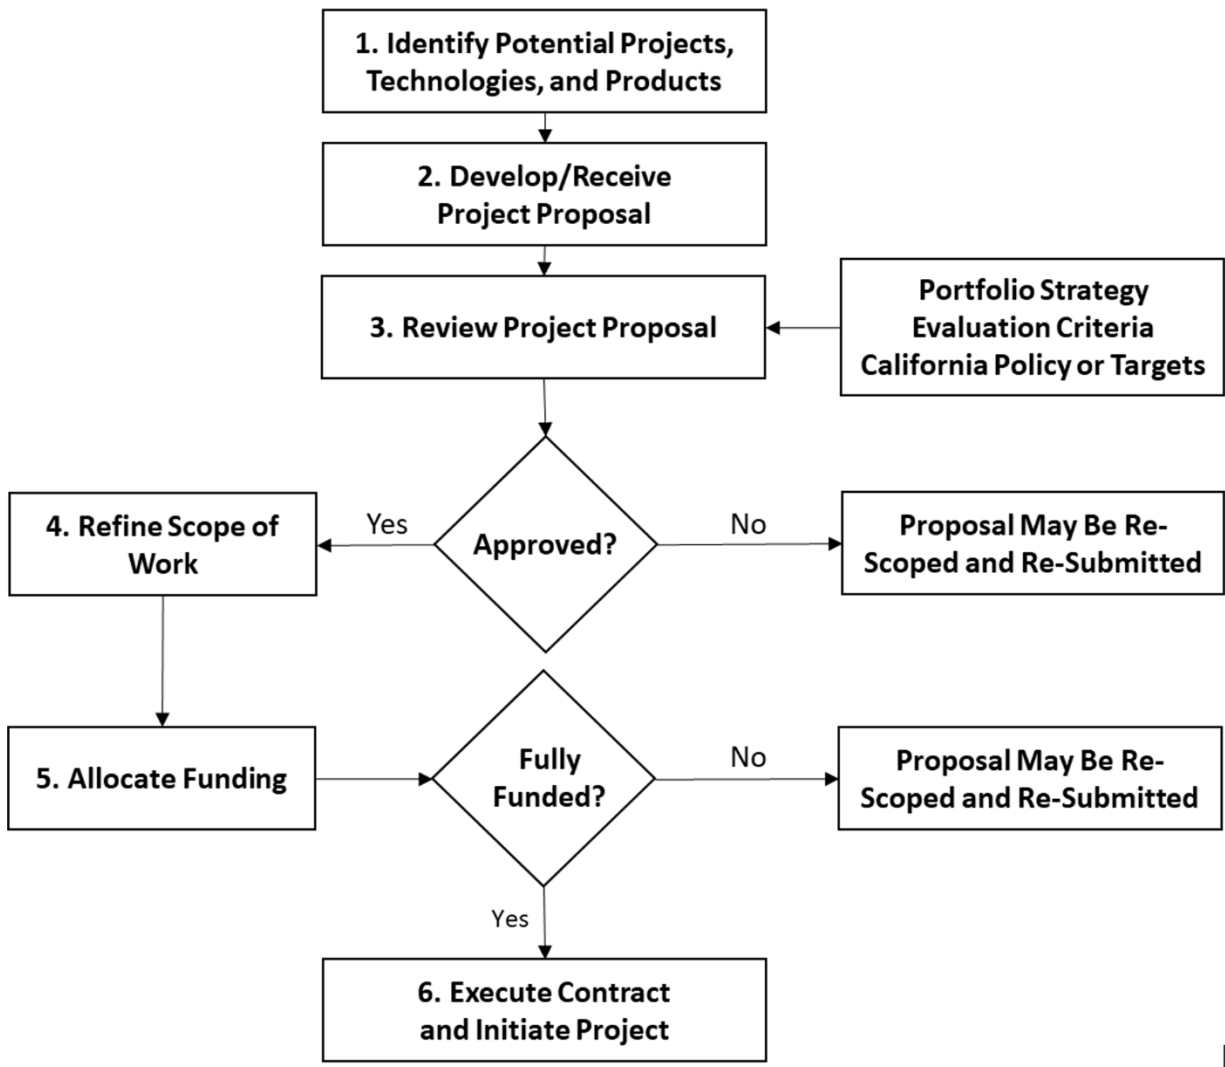 1. Identify Potential Projects,
Technologies, and Products
2. Develop/Receive
Project Proposal
3. Review Project Proposal
Portfolio Strategy
Evaluation Criteria
California Policy or Targets
Approved?
Yes
No
4. Refine Scope of
Work
Proposal May Be Re-
Scoped and Re-Submitted
5. Allocate Funding
Fully
Funded?
No
Proposal May Be Re-
Scoped and Re-Submitted
Yes
6. Execute Contract
and Initiate Project